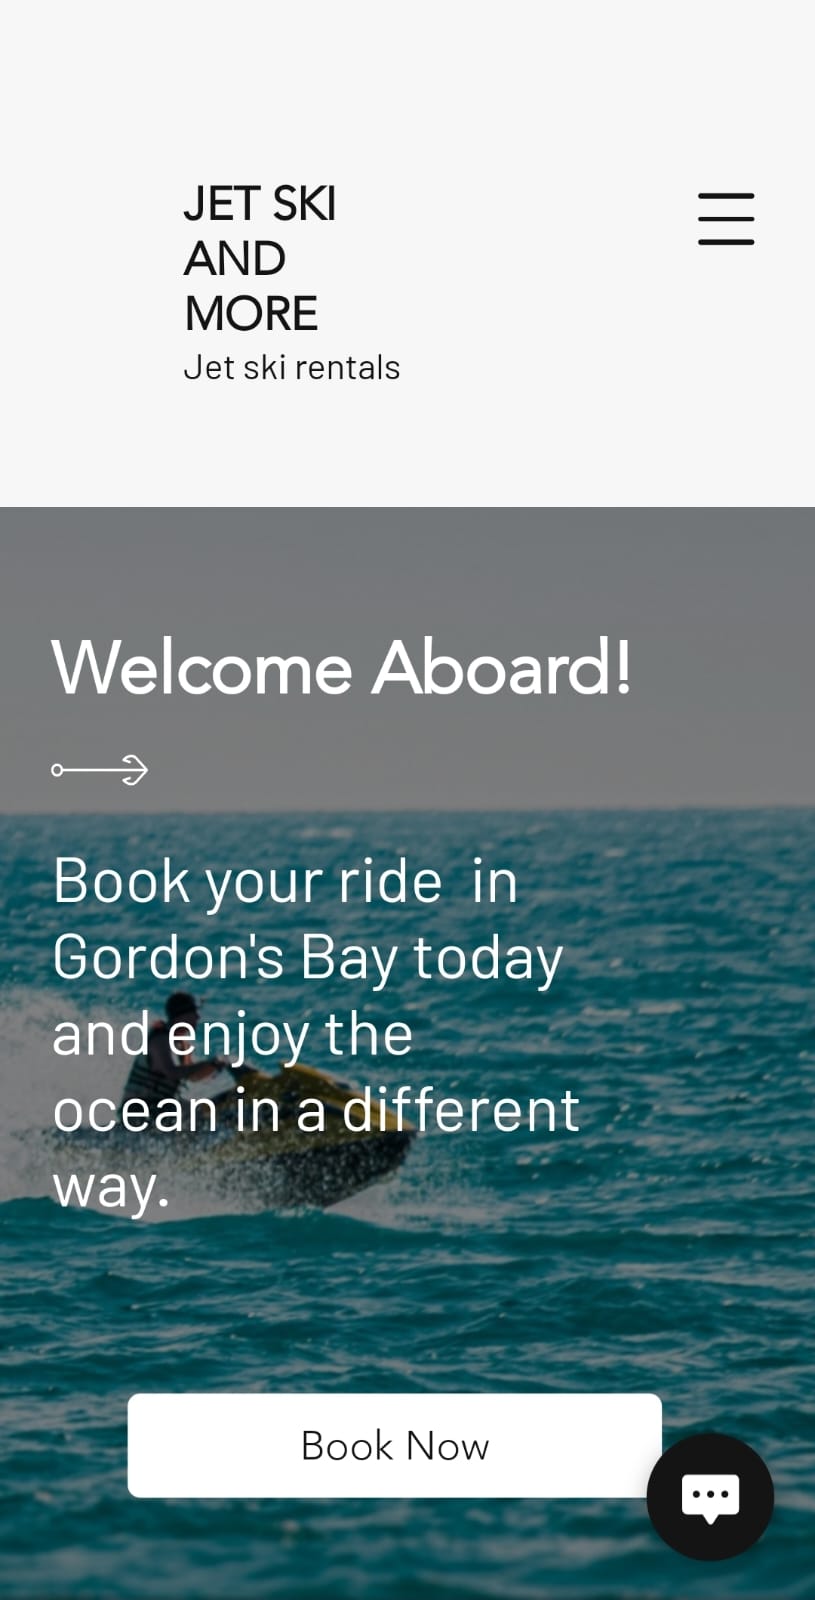 JET SKI
AND
MORE
Jet ski rentals
Welcome Aboard!
Book your ride  in
Gordon's Bay today
and enjoy the
ocean in a different
way.
Book Now